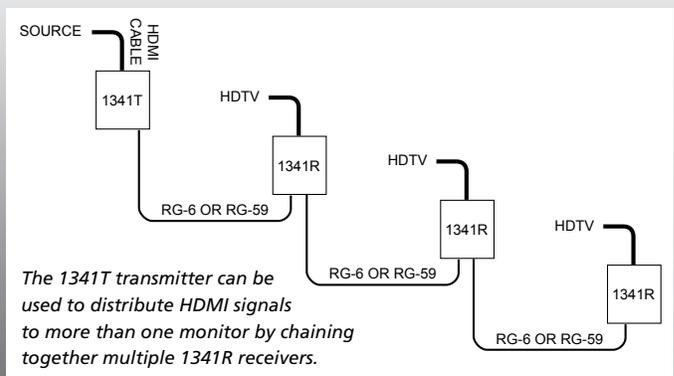 SOURCE
HDMI
CABLE
1341T
HDTV
1341R
RG-6 OR RG-59
HDTV
1341R
RG-6 OR RG-59
HDTV
1341R
RG-6 OR RG-59
The 1341T transmitter can be
used to distribute HDMI signals
to more than one monitor by chaining
together multiple 1341R receivers.